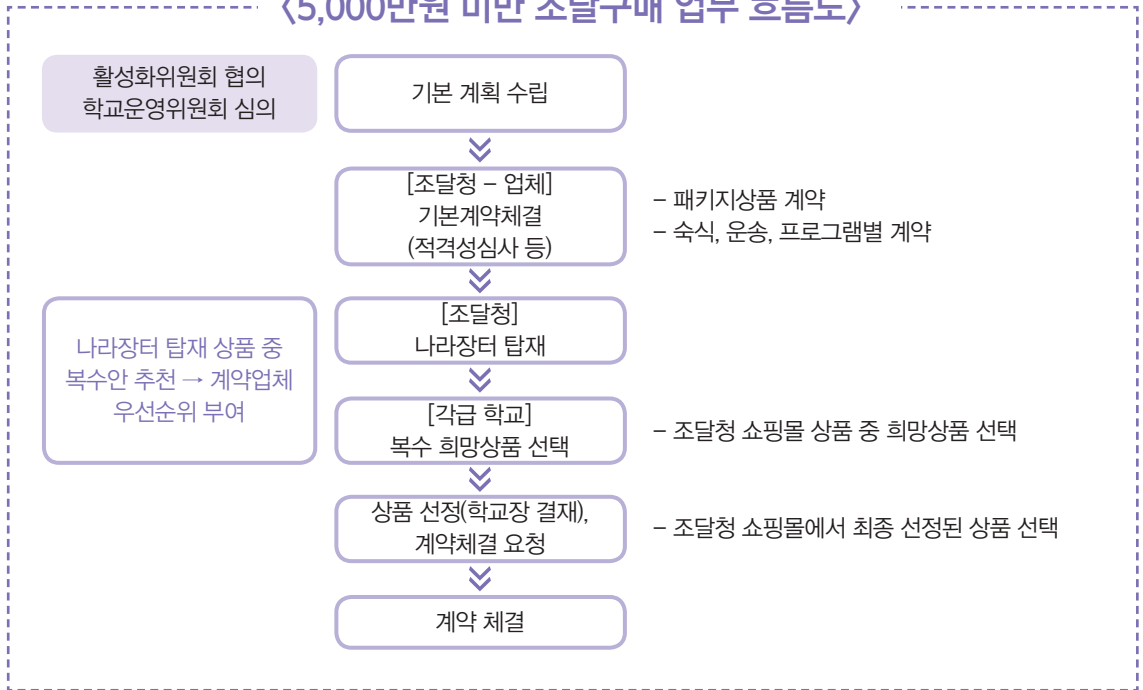 〈5,000만원 미만 조달구매 업무 흐름도〉
활성화위원회 협의
학교운영위원회 심의
기본 계획 수립
[조달청 – 업체]
기본계약체결
(적격성심사 등)
– 패키지상품 계약
– 숙식, 운송, 프로그램별 계약
[조달청]
나라장터 탑재
나라장터 탑재 상품 중
복수안 추천 → 계약업체
우선순위 부여
[각급 학교]
복수 희망상품 선택
– 조달청 쇼핑몰 상품 중 희망상품 선택
상품 선정(학교장 결재),
계약체결 요청
– 조달청 쇼핑몰에서 최종 선정된 상품 선택
계약 체결